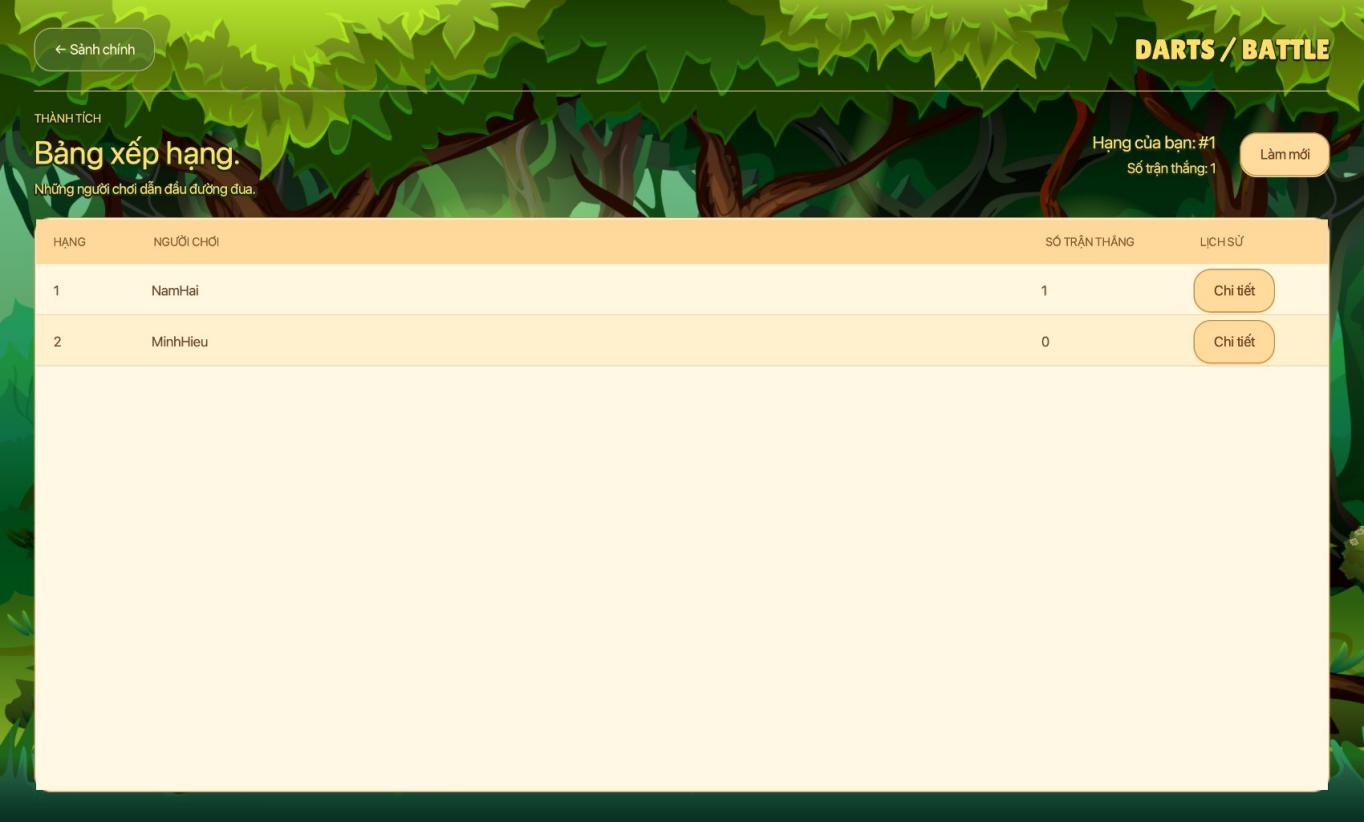 ← Sảnh chính
DARTS / BATTLE
THÀNH TÍCH
Bảng xếp hạng.
Những người chơi dẫn đầu đường đua.
Hạng của bạn: #1
Số trận thắng: 1
Làm mới
HẠNG NGƯỜI CHƠI SỐ TRẬN THẮNG LỊCH SỬ
1 NamHai 1 Chi tiết
2 MinhHieu 0 Chi tiết